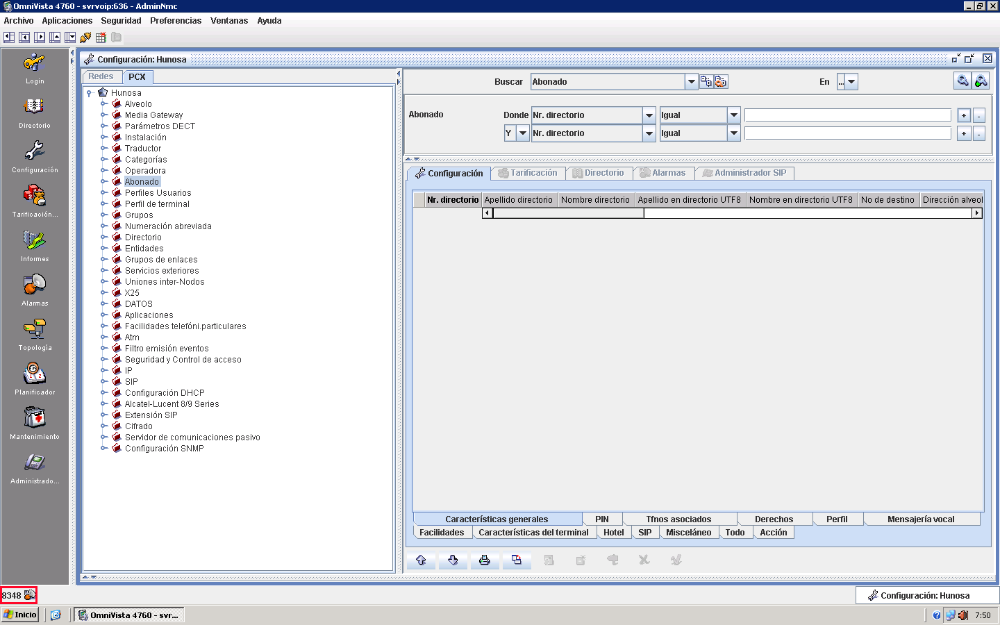 OmniVista 4760 - svrvoip:636 - AdminNmc
Archivo Aplicaciones Seguridad Preferencias Ventanas Ayuda
Login
Directorio
Configuración
Tarificación...
Informes
Alarmas
Topología
Planificador
Mantenimiento
Administrado...
Configuración: Hunosa
Redes PCX
Hunosa
Alveolo
Media Gateway
Parámetros DECT
Instalación
Traductor
Categorías
Operadora
Abonado
Perfiles Usuarios
Perfil de terminal
Grupos
Numeración abreviada
Directorio
Entidades
Grupos de enlaces
Servicios exteriores
Uniones inter-Nodos
X25
DATOS
Aplicaciones
Facilidades telefóni.particulares
Atm
Filtro emisión eventos
Seguridad y Control de acceso
IP
SIP
Configuración DHCP
Alcatel-Lucent 8/9 Series
Extensión SIP
Cifrado
Servidor de comunicaciones pasivo
Configuración SNMP
Buscar Abonado En ...
Abonado Donde Nr. directorio Igual + -
Y Nr. directorio Igual + -
Configuración Tarificación Directorio Alarmas Administrador SIP
Nr. directorio Apellido directorio Nombre directorio Apellido en directorio UTF8 Nombre en directorio UTF8 No de destino Dirección alveol
Características generales PIN Tfnos asociados Derechos Perfil Mensajería vocal
Facilidades Características del terminal Hotel SIP Misceláneo Todo Acción
8348 Configuración: Hunosa
Inicio OmniVista 4760 - svr... 7:50